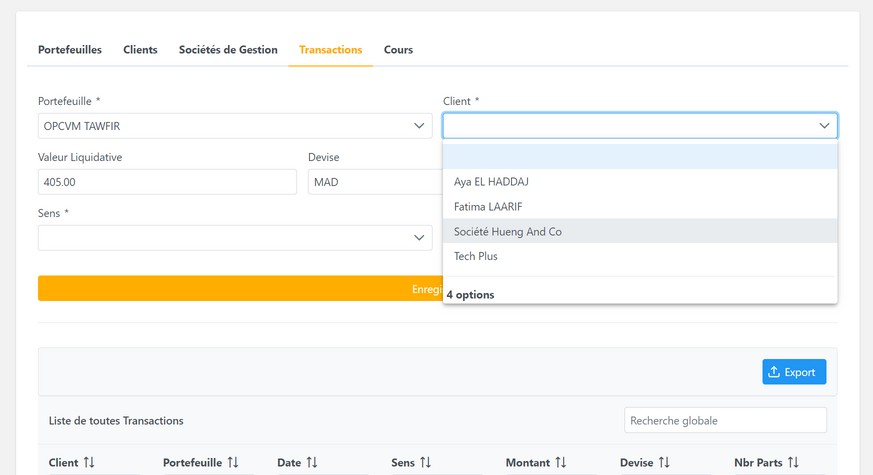 Portefeuilles Clients Sociétés de Gestion Transactions Cours
Portefeuille * Client *
OPCVM TAWFIR
Valeur Liquidative Devise
405.00 MAD
Aya EL HADDAJ
Fatima LAARIF
Sens *
Société Hueng And Co
Tech Plus
4 options
Export
Liste de toutes Transactions Recherche globale
Client Portefeuille Date Sens Montant Devise Nbr Parts